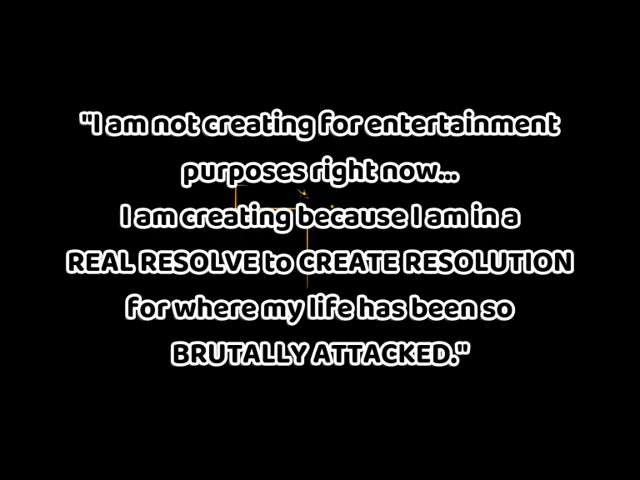 "I am not creating for entertainment
purposes right now...
I am creating because I am in a
REAL RESOLVE to CREATE RESOLUTION
for where my life has been so
BRUTALLY ATTACKED."